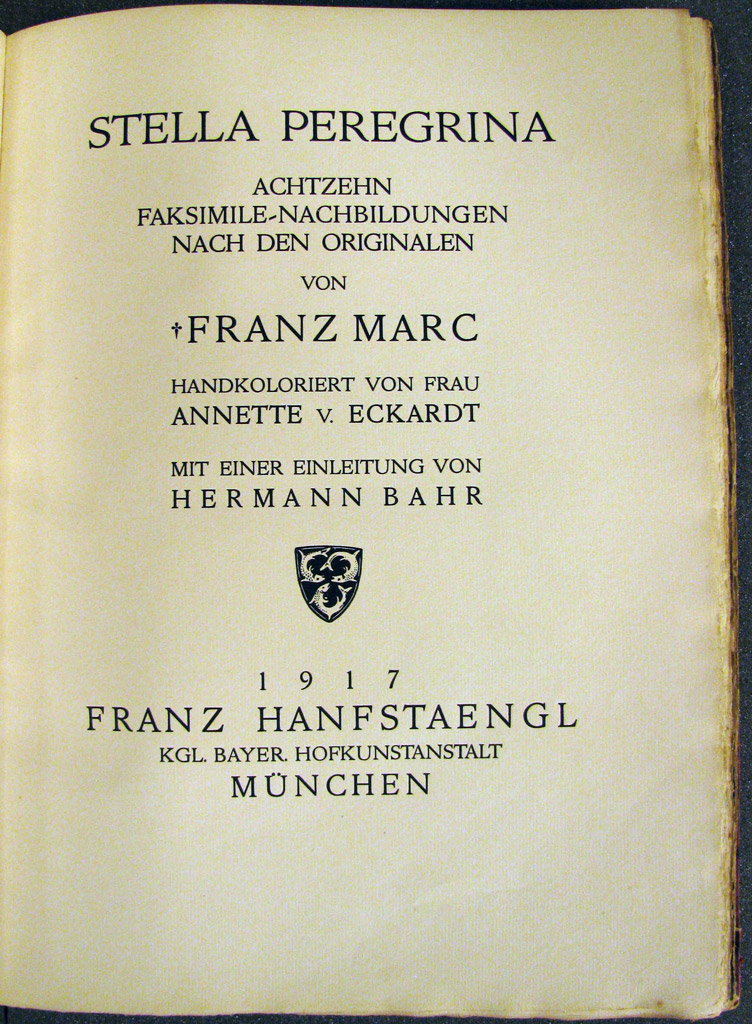 STELLA PEREGRINA
ACHTZEHN
FAKSIMILE-NACHBILDUNGEN
NACH DEN ORIGINALEN
VON
†FRANZ MARC
HANDKOLORIERT VON FRAU
ANNETTE V. ECKARDT
MIT EINER EINLEITUNG VON
HERMANN BAHR
1917
FRANZ HANFSTAENGL
KGL. BAYER. HOFKUNSTANSTALT
MÜNCHEN